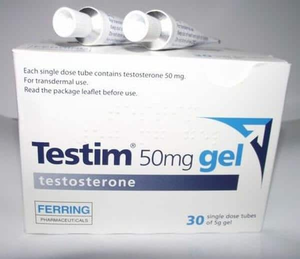 Each single dose tube contains testosterone 50 mg.
For transdermal use.
Read the package leaflet before use.
Testim® 50mg gel
testosterone
FERRING
PHARMACEUTICALS
30 single dose tubes
of 5g gel